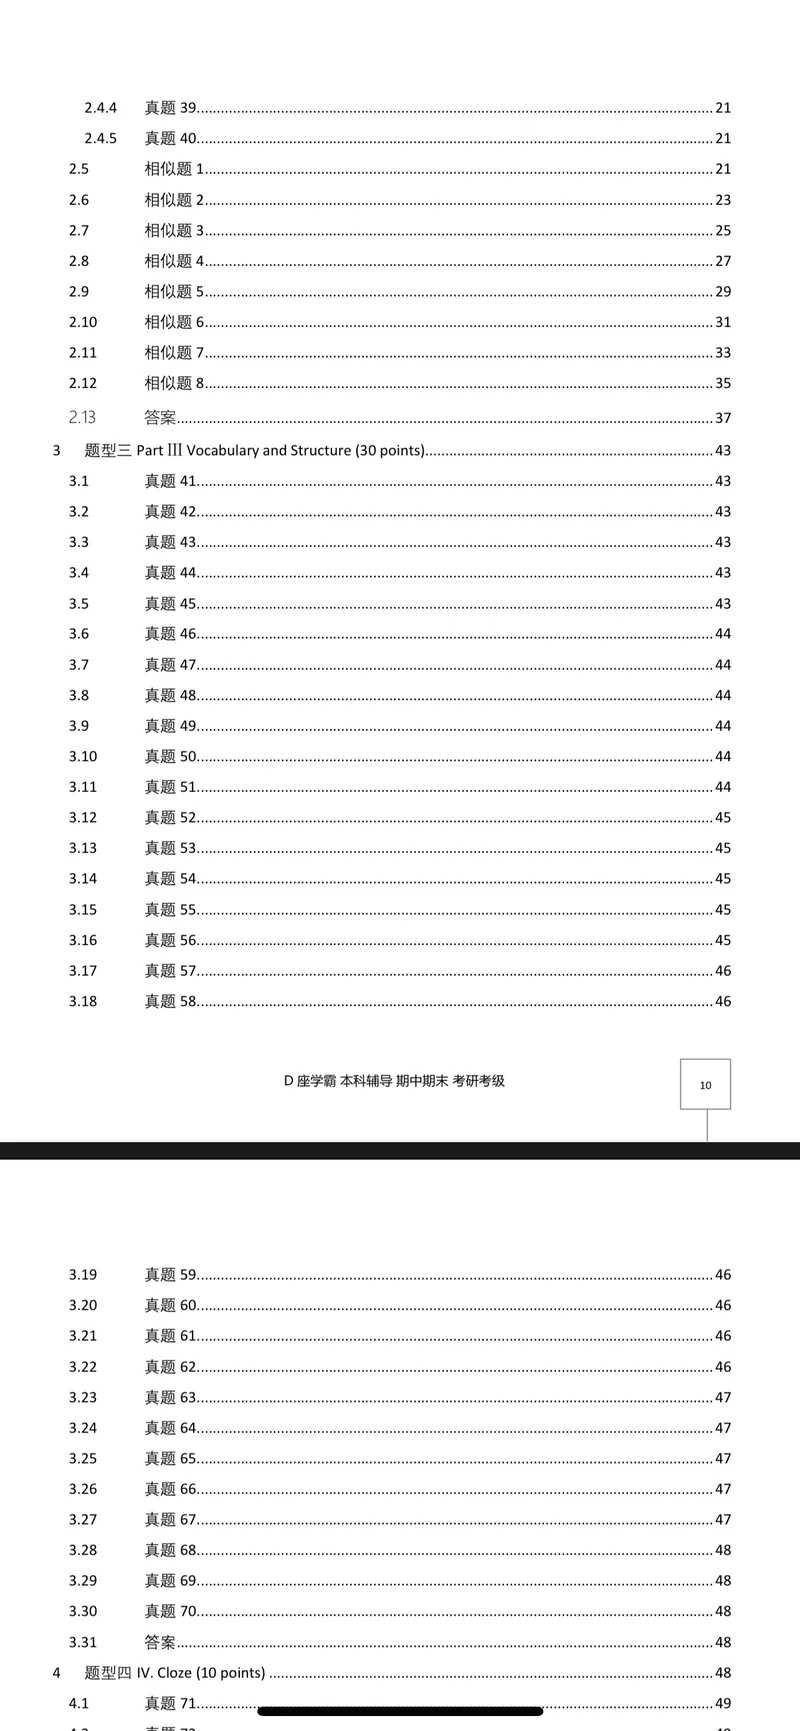 2.4.4 真题 39 21
2.4.5 真题 40 21
2.5 相似题 1 21
2.6 相似题 2 23
2.7 相似题 3 25
2.8 相似题 4 27
2.9 相似题 5 29
2.10 相似题 6 31
2.11 相似题 7 33
2.12 相似题 8 35
2.13 答案 37
3 题型三 Part Ⅲ Vocabulary and Structure (30 points) 43
3.1 真题 41 43
3.2 真题 42 43
3.3 真题 43 43
3.4 真题 44 43
3.5 真题 45 43
3.6 真题 46 44
3.7 真题 47 44
3.8 真题 48 44
3.9 真题 49 44
3.10 真题 50 44
3.11 真题 51 44
3.12 真题 52 45
3.13 真题 53 45
3.14 真题 54 45
3.15 真题 55 45
3.16 真题 56 45
3.17 真题 57 46
3.18 真题 58 46
D 座学霸 本科辅导 期中期末 考研考级
10
3.19 真题 59 46
3.20 真题 60 46
3.21 真题 61 46
3.22 真题 62 46
3.23 真题 63 47
3.24 真题 64 47
3.25 真题 65 47
3.26 真题 66 47
3.27 真题 67 47
3.28 真题 68 48
3.29 真题 69 48
3.30 真题 70 48
3.31 答案 48
4 题型四 IV. Cloze (10 points) 48
4.1 真题 71 49